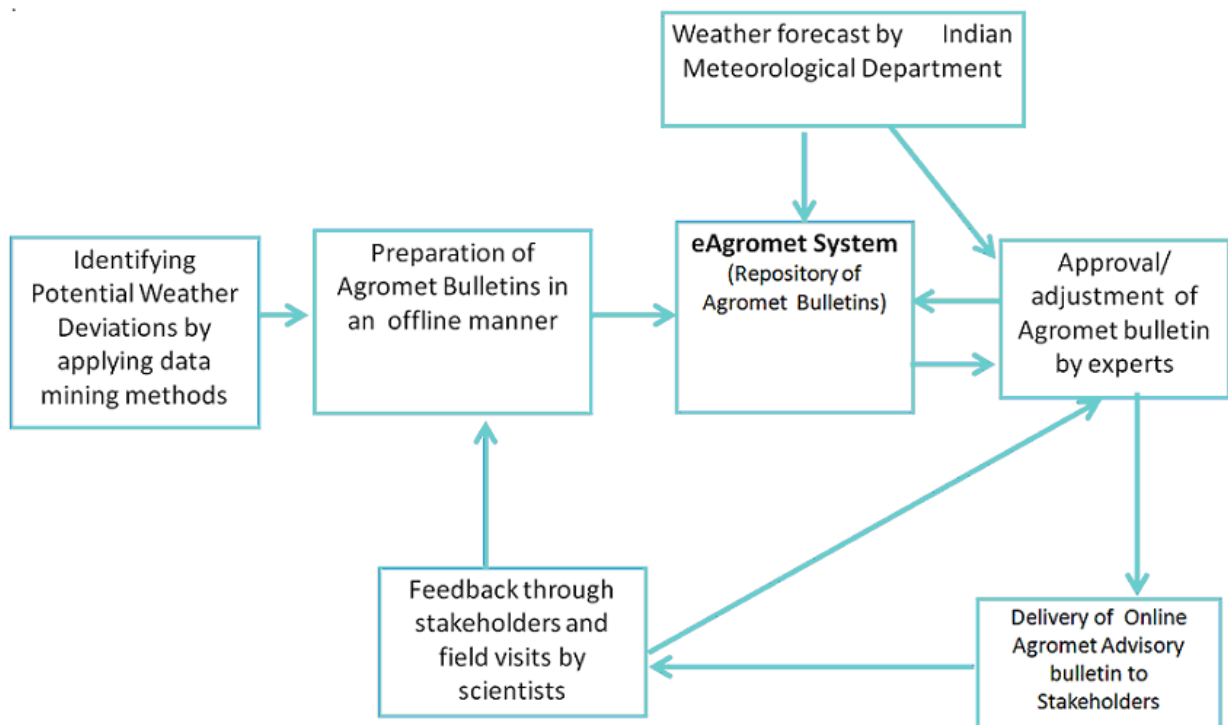 Weather forecast by Indian
Meteorological Department
Identifying
Potential Weather
Deviations by
applying data
mining methods
Preparation of
Agromet Bulletins in
an offline manner
eAgromet System
(Repository of
Agromet Bulletins)
Approval/
adjustment of
Agromet bulletin
by experts
Feedback through
stakeholders and
field visits by
scientists
Delivery of Online
Agromet Advisory
bulletin to
Stakeholders